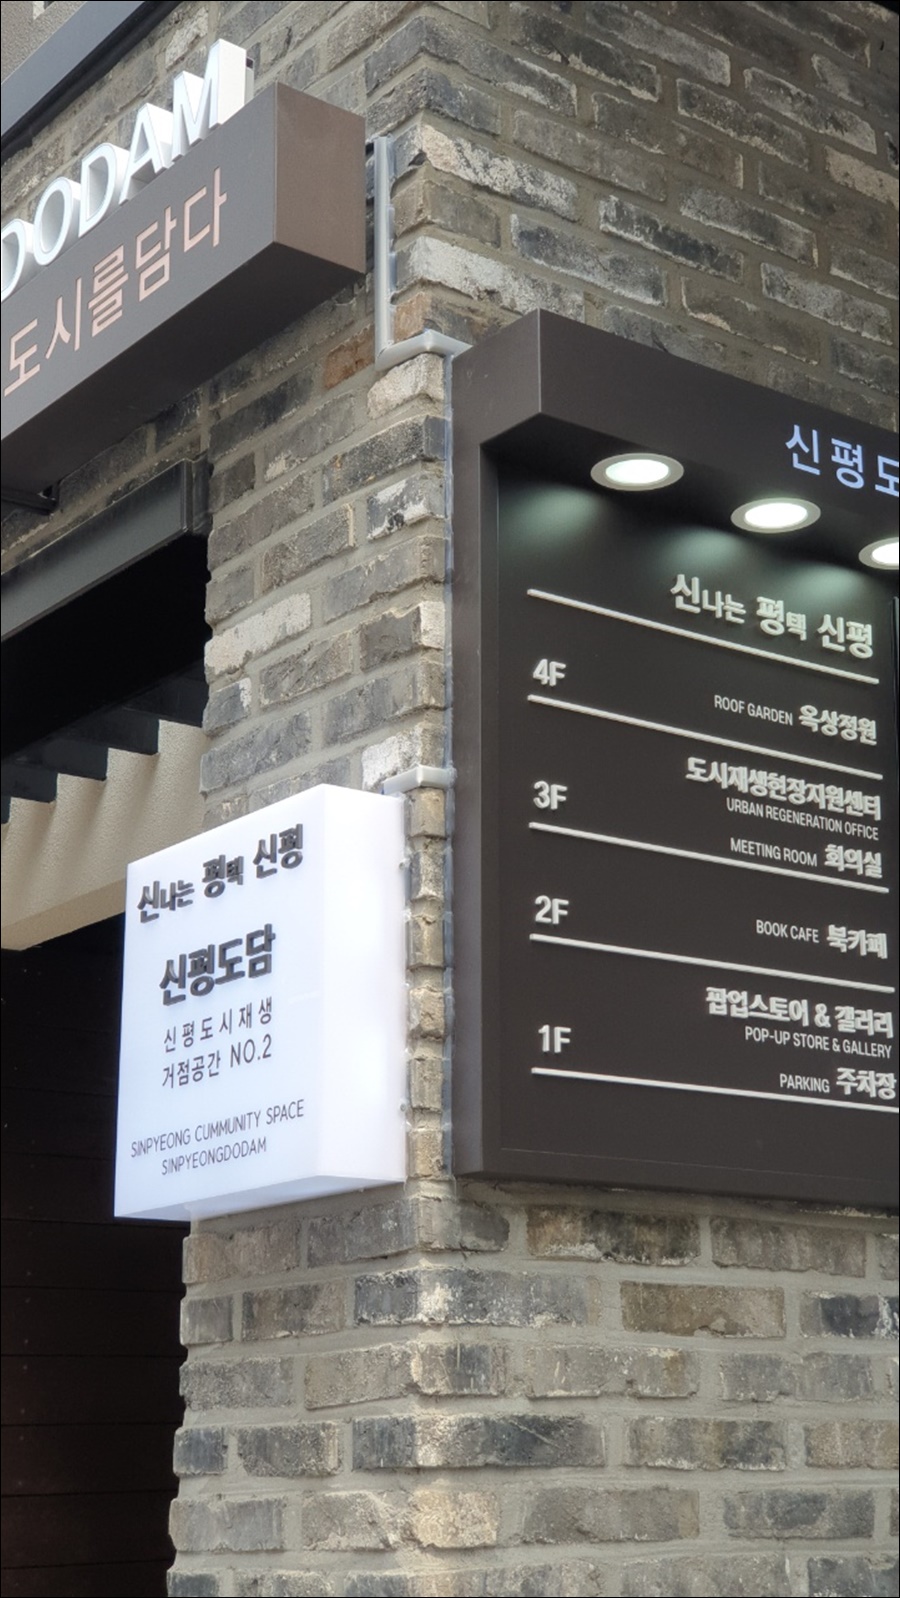 DODAM
도시를담다
신나는 평택 신평
신평도담
신평도시재생
거점공간 NO.2
SINPYEONG CUMMUNITY SPACE
SINPYEONGDODAM
신평도
신나는 평택 신평
4F
ROOF GARDEN 옥상정원
3F
도시재생현장지원센터
URBAN REGENERATION OFFICE
MEETING ROOM 회의실
2F
BOOK CAFE 북카페
1F
팝업스토어 & 갤러리
POP-UP STORE & GALLERY
PARKING 주차장